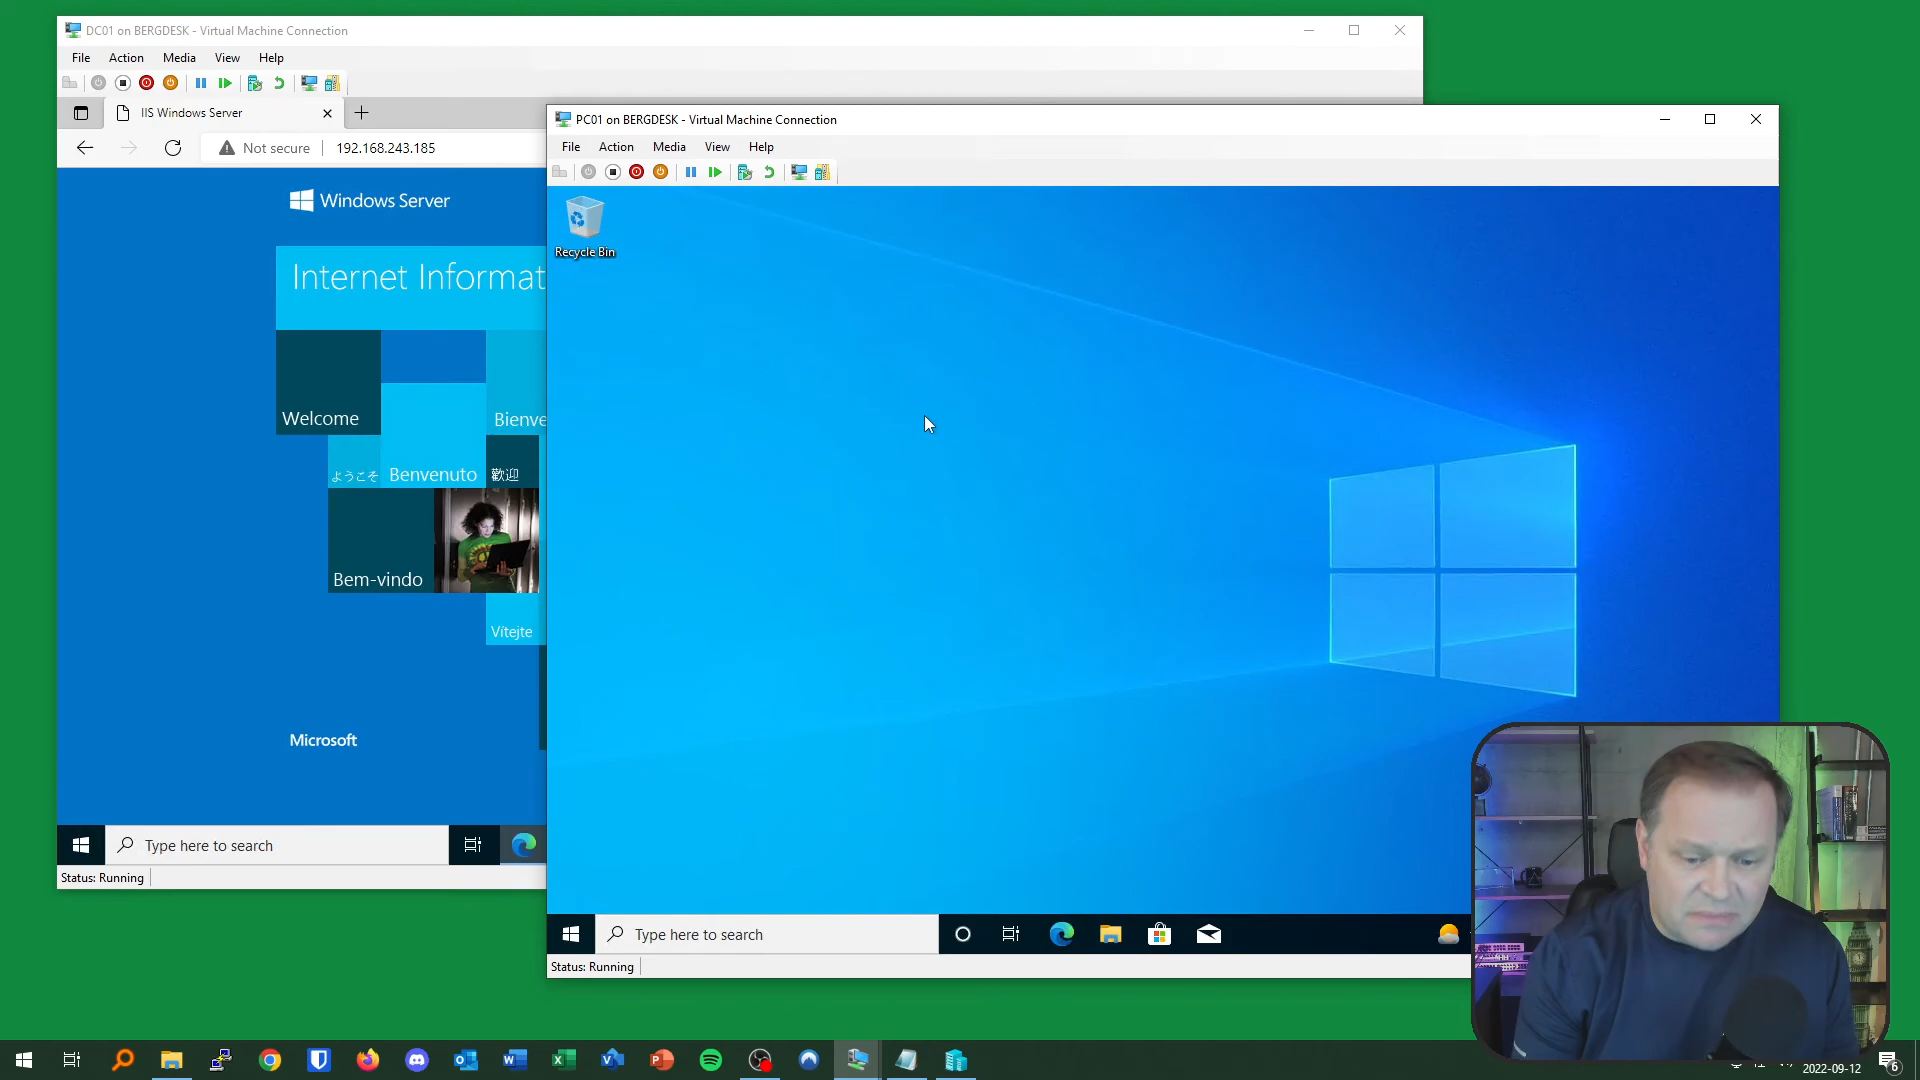 DC01 on BERGDESK - Virtual Machine Connection
File Action Media View Help
IIS Windows Server
Not secure 192.168.243.185
Windows Server
Internet Informat
Welcome
Bienve
ようこそ
Benvenuto
歡迎
Bem-vindo
Vítejte
Microsoft
Type here to search
Status: Running
PC01 on BERGDESK - Virtual Machine Connection
File Action Media View Help
Recycle Bin
Type here to search
Status: Running
2022-09-12
6